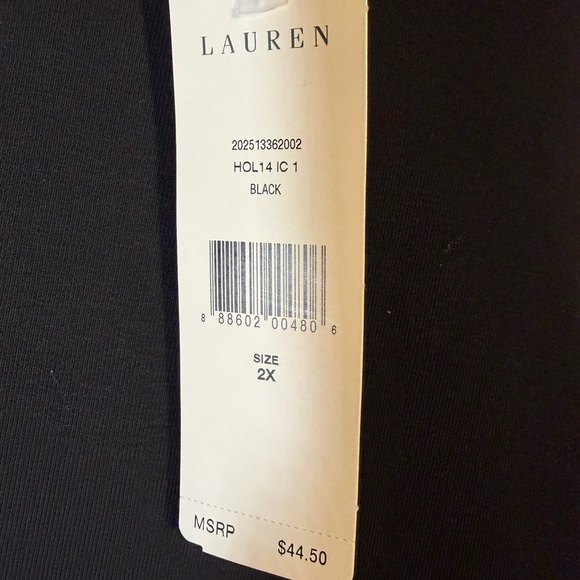 LAUREN
202513362002
HOL14 IC 1
BLACK
8 88602 00480 6
SIZE
2X
MSRP $44.50